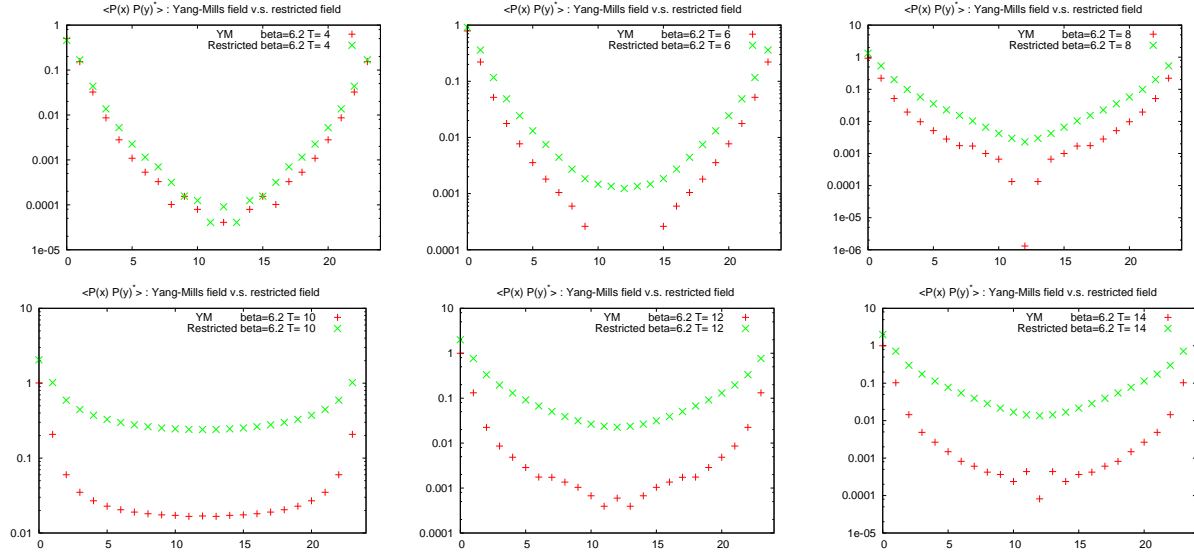 <P(x) P(y)*> : Yang-Mills field v.s. restricted field
YM beta=6.2 T= 4
Restricted beta=6.2 T= 4
1
0.1
0.01
0.001
0.0001
1e-05
0 5 10 15 20
<P(x) P(y)*> : Yang-Mills field v.s. restricted field
YM beta=6.2 T= 6
Restricted beta=6.2 T= 6
1
0.1
0.01
0.001
0.0001
0 5 10 15 20
<P(x) P(y)*> : Yang-Mills field v.s. restricted field
YM beta=6.2 T= 8
Restricted beta=6.2 T= 8
10
1
0.1
0.01
0.001
0.0001
1e-05
1e-06
0 5 10 15 20
<P(x) P(y)*> : Yang-Mills field v.s. restricted field
YM beta=6.2 T= 10
Restricted beta=6.2 T= 10
10
1
0.1
0.01
0 5 10 15 20
<P(x) P(y)*> : Yang-Mills field v.s. restricted field
YM beta=6.2 T= 12
Restricted beta=6.2 T= 12
10
1
0.1
0.01
0.001
0.0001
0 5 10 15 20
<P(x) P(y)*> : Yang-Mills field v.s. restricted field
YM beta=6.2 T= 14
Restricted beta=6.2 T= 14
10
1
0.1
0.01
0.001
0.0001
1e-05
0 5 10 15 20